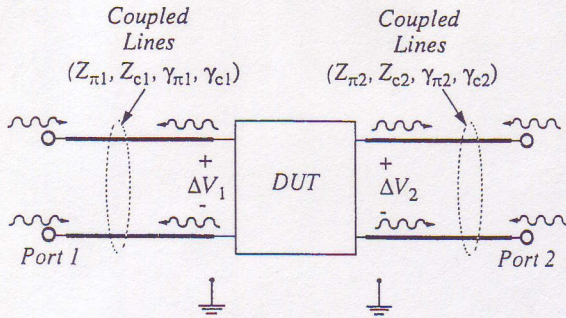 Coupled
Lines
(Zπ1, Zc1, γπ1, γc1)
Coupled
Lines
(Zπ2, Zc2, γπ2, γc2)
+
ΔV1
-
DUT
+
ΔV2
-
Port 1
Port 2